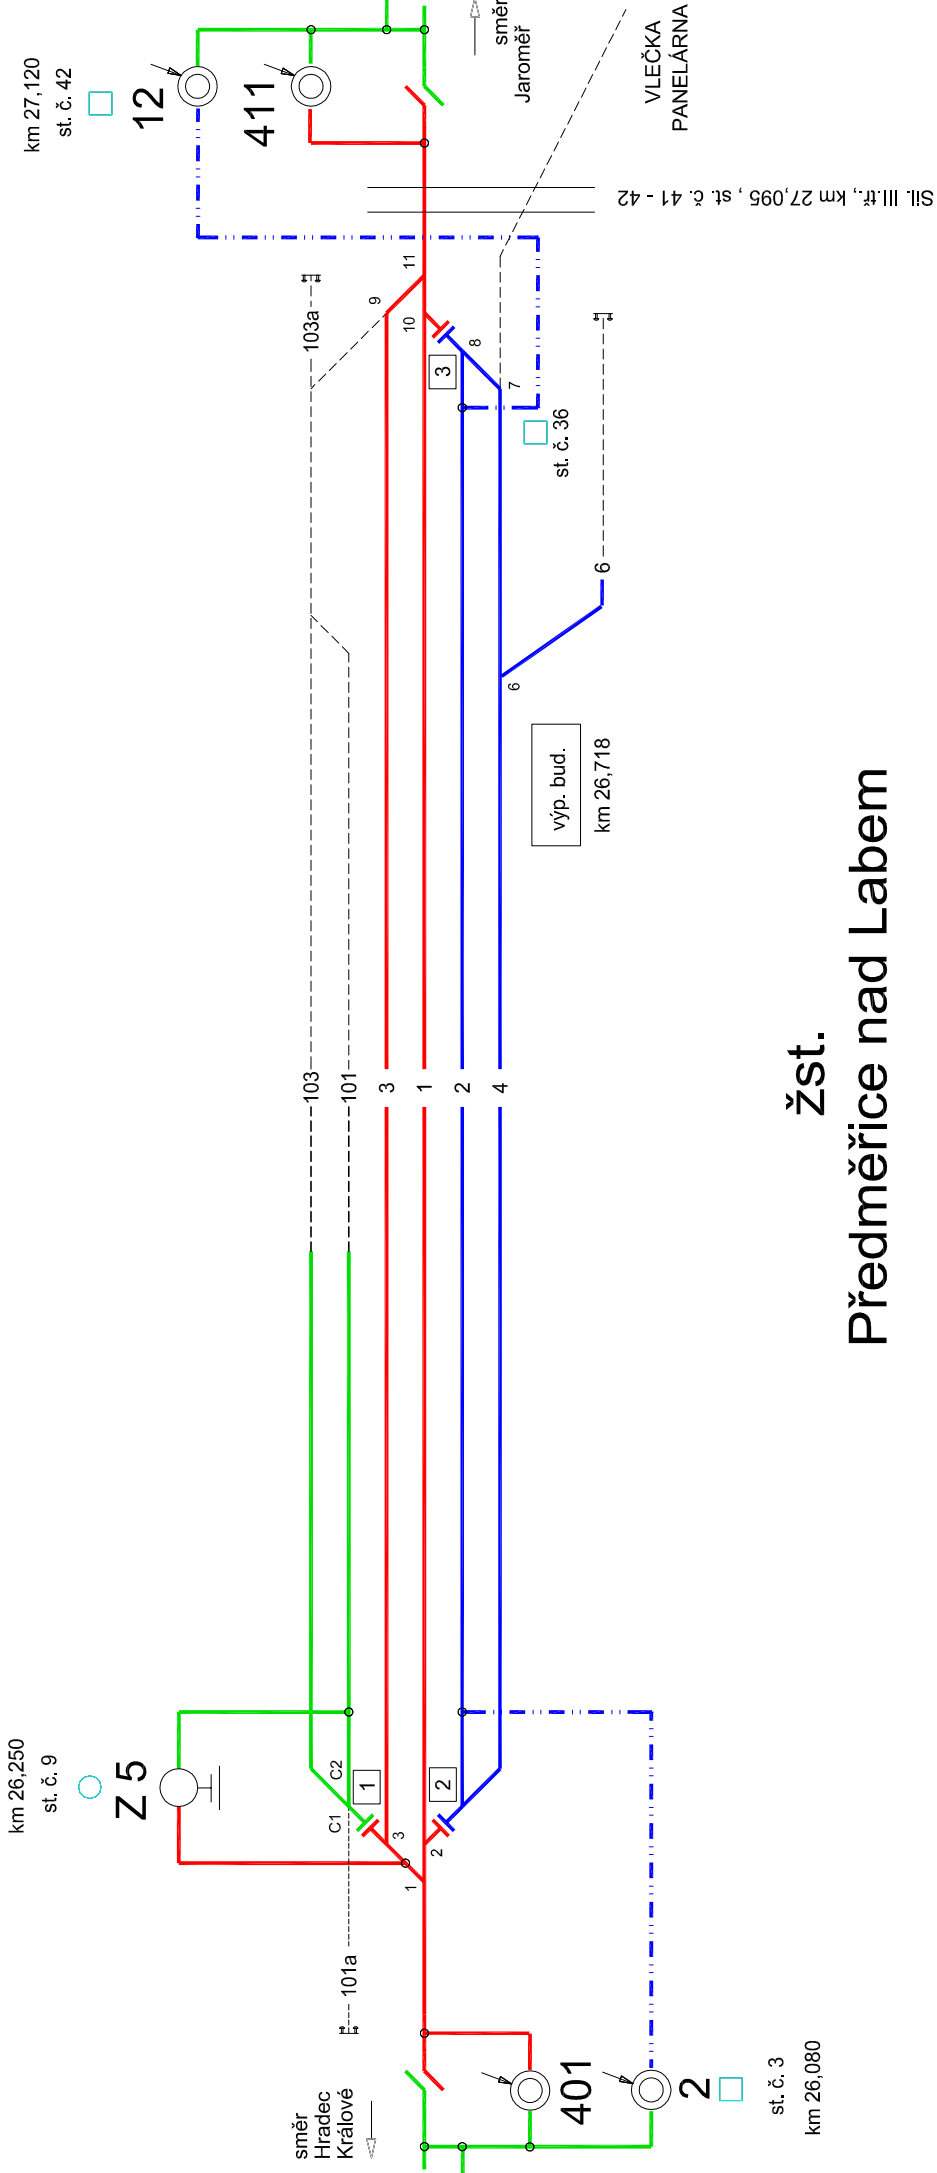 km 27,120
st. č. 42
12
411
směr
Jaroměř
VLEČKA
PANELÁRNA
Sil. III.tř., km 27,095 , st. č. 41 - 42
103a
9
11
10
3
8
7
st. č. 36
6
6
výp. bud.
km 26,718
103
101
3
1
2
4
žst.
Předměřice nad Labem
km 26,250
st. č. 9
Z 5
C1
C2
1
3
2
2
1
101a
směr
Hradec
Králové
401
2
st. č. 3
km 26,080